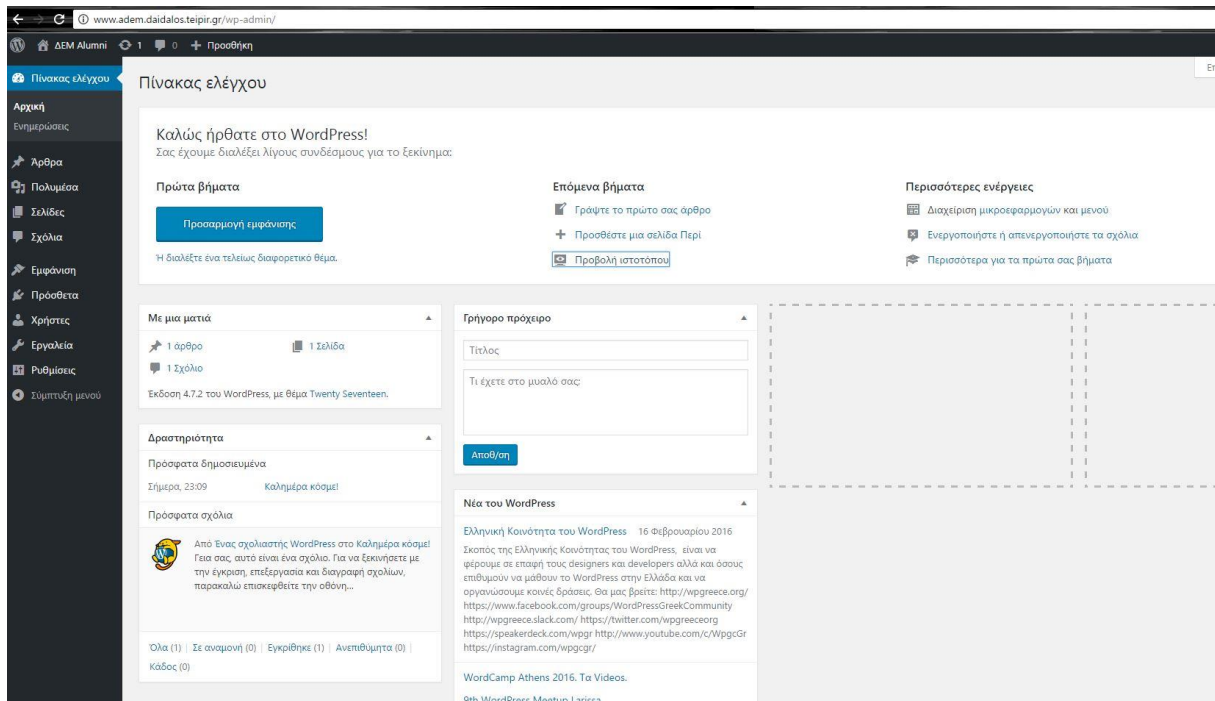 www.adem.daidalos.teipir.gr/wp-admin/
ΔΕΜ Alumni 1 0 Προσθήκη
Πίνακας ελέγχου
Αρχική
Ενημερώσεις
Άρθρα
Πολυμέσα
Σελίδες
Σχόλια
Εμφάνιση
Πρόσθετα
Χρήστες
Εργαλεία
Ρυθμίσεις
Σύμπτυξη μενού
Πίνακας ελέγχου
Καλώς ήρθατε στο WordPress!
Σας έχουμε διαλέξει λίγους συνδέσμους για το ξεκίνημα:
Πρώτα βήματα
Προσαρμογή εμφάνισης
Ή διαλέξτε ένα τελείως διαφορετικό θέμα.
Επόμενα βήματα
Γράψτε το πρώτο σας άρθρο
Προσθέστε μια σελίδα Περί
Προβολή ιστοτόπου
Περισσότερες ενέργειες
Διαχείριση μικροεφαρμογών και μενού
Ενεργοποιήστε ή απενεργοποιήστε τα σχόλια
Περισσότερα για τα πρώτα σας βήματα
Με μια ματιά
1 άρθρο 1 Σελίδα
1 Σχόλιο
Έκδοση 4.7.2 του WordPress, με θέμα Twenty Seventeen.
Δραστηριότητα
Πρόσφατα δημοσιευμένα
Σήμερα, 23:09 Καλημέρα κόσμε!
Πρόσφατα σχόλια
Από Ένας σχολιαστής WordPress στο Καλημέρα κόσμε!
Γεια σας, αυτό είναι ένα σχόλιο. Για να ξεκινήσετε με
την έγκριση, επεξεργασία και διαγραφή σχολίων,
παρακαλώ επισκεφθείτε την οθόνη...
Όλα (1) | Σε αναμονή (0) | Εγκρίθηκε (1) | Ανεπιθύμητα (0) |
Κάδος (0)
Γρήγορο πρόχειρο
Τίτλος
Τι έχετε στο μυαλό σας;
Αποθ/ση
Νέα του WordPress
Ελληνική Κοινότητα του WordPress 16 Φεβρουαρίου 2016
Σκοπός της Ελληνικής Κοινότητας του WordPress, είναι να
φέρουμε σε επαφή τους designers και developers αλλά και όσους
επιθυμούν να μάθουν το WordPress στην Ελλάδα και να
οργανώσουμε κοινές δράσεις. Θα μας βρείτε: http://wpgreece.org/
https://www.facebook.com/groups/WordPressGreekCommunity
http://wpgreece.slack.com/ https://twitter.com/wpgreeceorg
https://speakerdeck.com/wpgr http://www.youtube.com/c/WpgcGr
https://instagram.com/wpgcgr/
WordCamp Athens 2016. Τα Videos.
9th WordPress Meetup Larissa